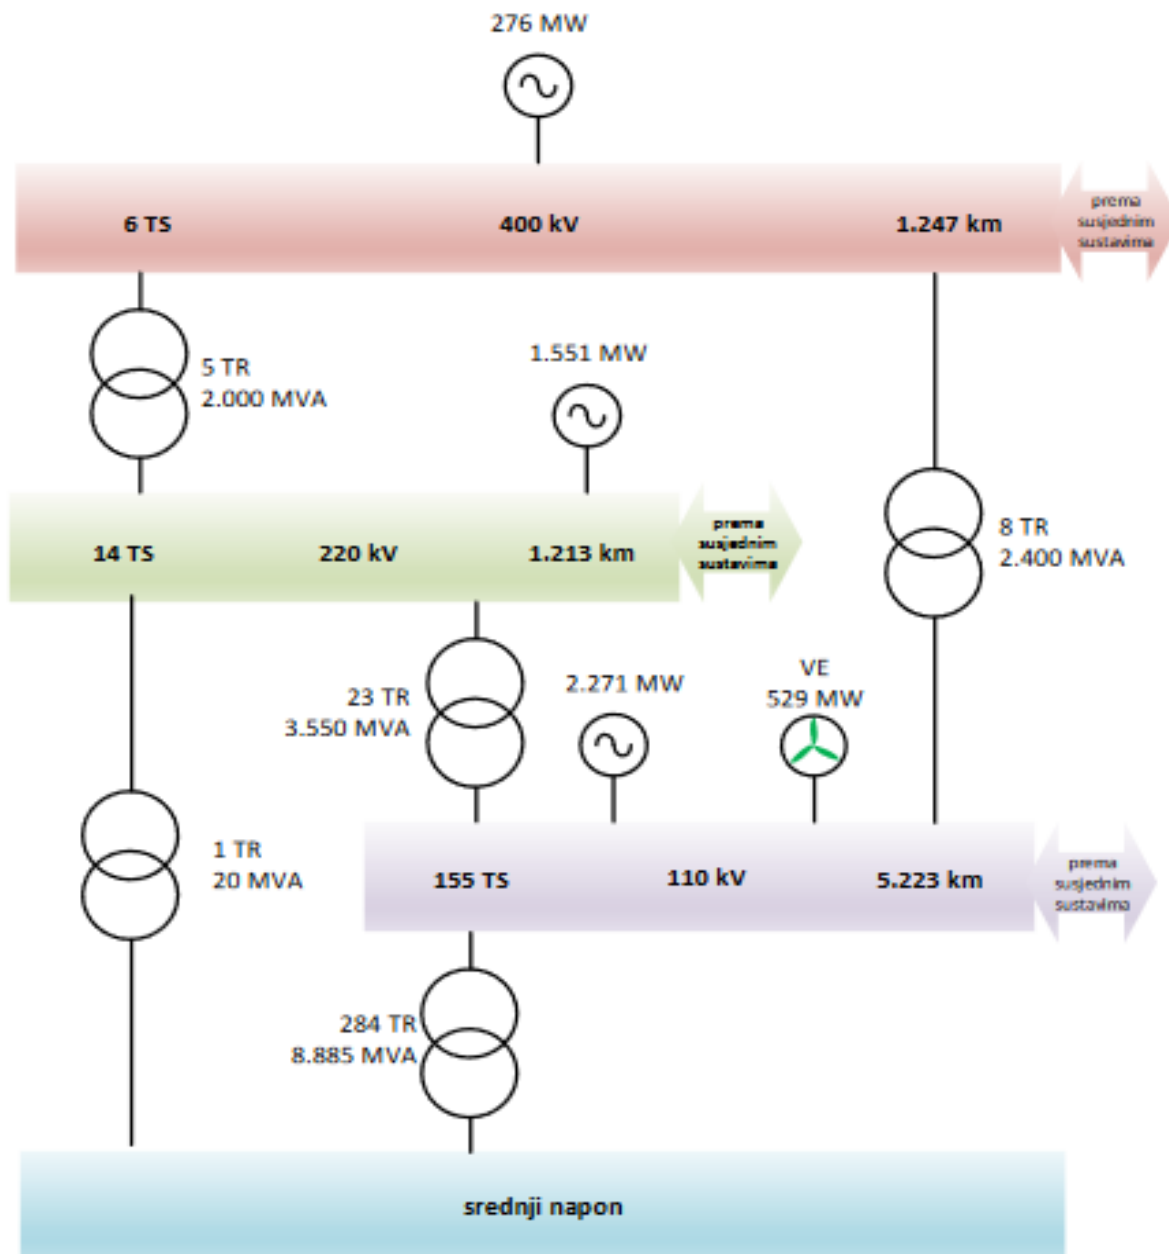 276 MW
6 TS
400 kV
1.247 km
prema
susjednim
sustavima
5 TR
2.000 MVA
1.551 MW
14 TS
220 kV
1.213 km
prema
susjednim
sustavima
8 TR
2.400 MVA
23 TR
3.550 MVA
2.271 MW
VE
529 MW
1 TR
20 MVA
155 TS
110 kV
5.223 km
prema
susjednim
sustavima
284 TR
8.885 MVA
srednji napon